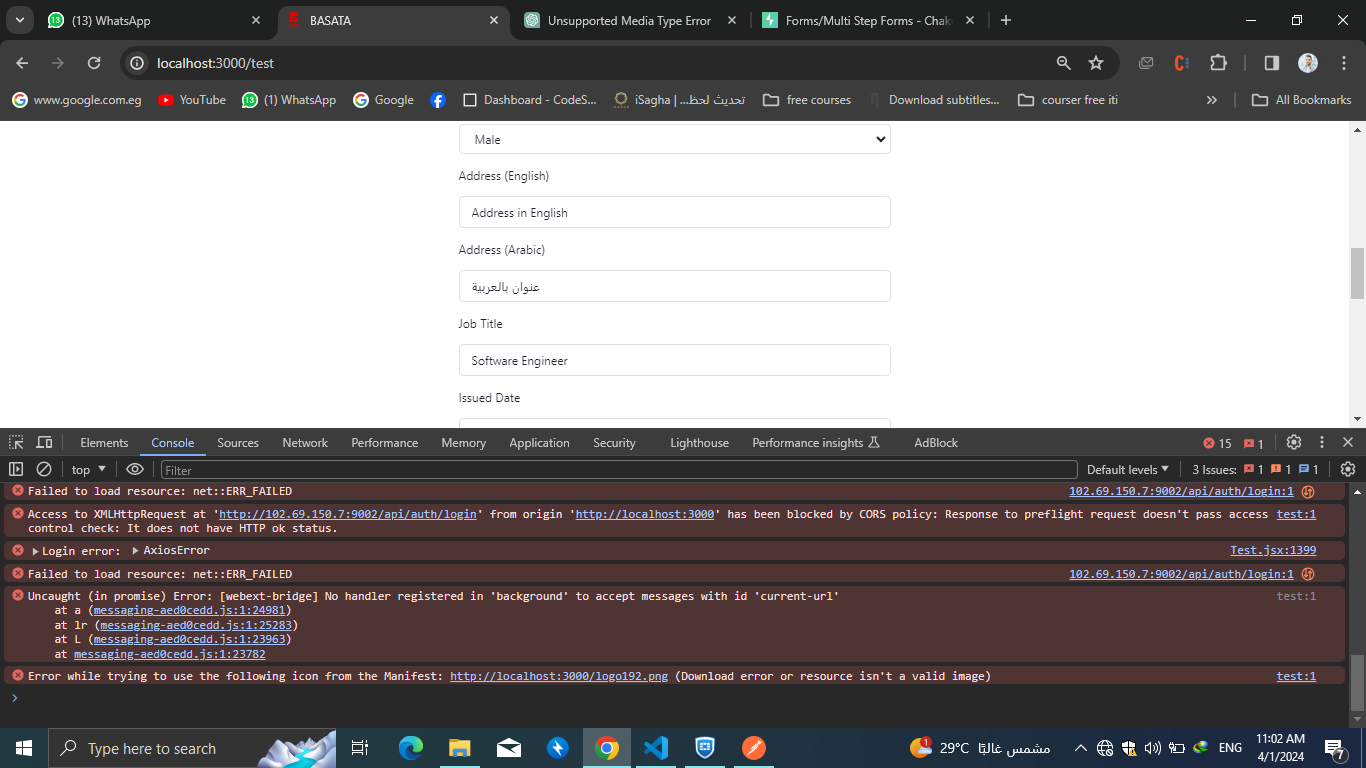 (13) WhatsApp
BASATA
Unsupported Media Type Error
Forms/Multi Step Forms - Chak
localhost:3000/test
www.google.com.eg
YouTube
(1) WhatsApp
Google
Dashboard - CodeS...
iSagha | تحديث لحظ...
free courses
Download subtitles...
courser free iti
»
All Bookmarks
Male
Address (English)
Address in English
Address (Arabic)
عنوان بالعربية
Job Title
Software Engineer
Issued Date
Elements
Console
Sources
Network
Performance
Memory
Application
Security
Lighthouse
Performance insights
AdBlock
15
1
top
Filter
Default levels
3 Issues:
1
1
1
Failed to load resource: net::ERR_FAILED
102.69.150.7:9002/api/auth/login:1
Access to XMLHttpRequest at 'http://102.69.150.7:9002/api/auth/login' from origin 'http://localhost:3000' has been blocked by CORS policy: Response to preflight request doesn't pass access
test:1
control check: It does not have HTTP ok status.
Login error: AxiosError
Test.jsx:1399
Failed to load resource: net::ERR_FAILED
102.69.150.7:9002/api/auth/login:1
Uncaught (in promise) Error: [webext-bridge] No handler registered in 'background' to accept messages with id 'current-url'
test:1
at a (messaging-aed0cedd.js:1:24981)
at lr (messaging-aed0cedd.js:1:25283)
at L (messaging-aed0cedd.js:1:23963)
at messaging-aed0cedd.js:1:23782
Error while trying to use the following icon from the Manifest: http://localhost:3000/logo192.png (Download error or resource isn't a valid image)
test:1
Type here to search
1
29°C مشمس غالبًا
ENG
11:02 AM
4/1/2024
7